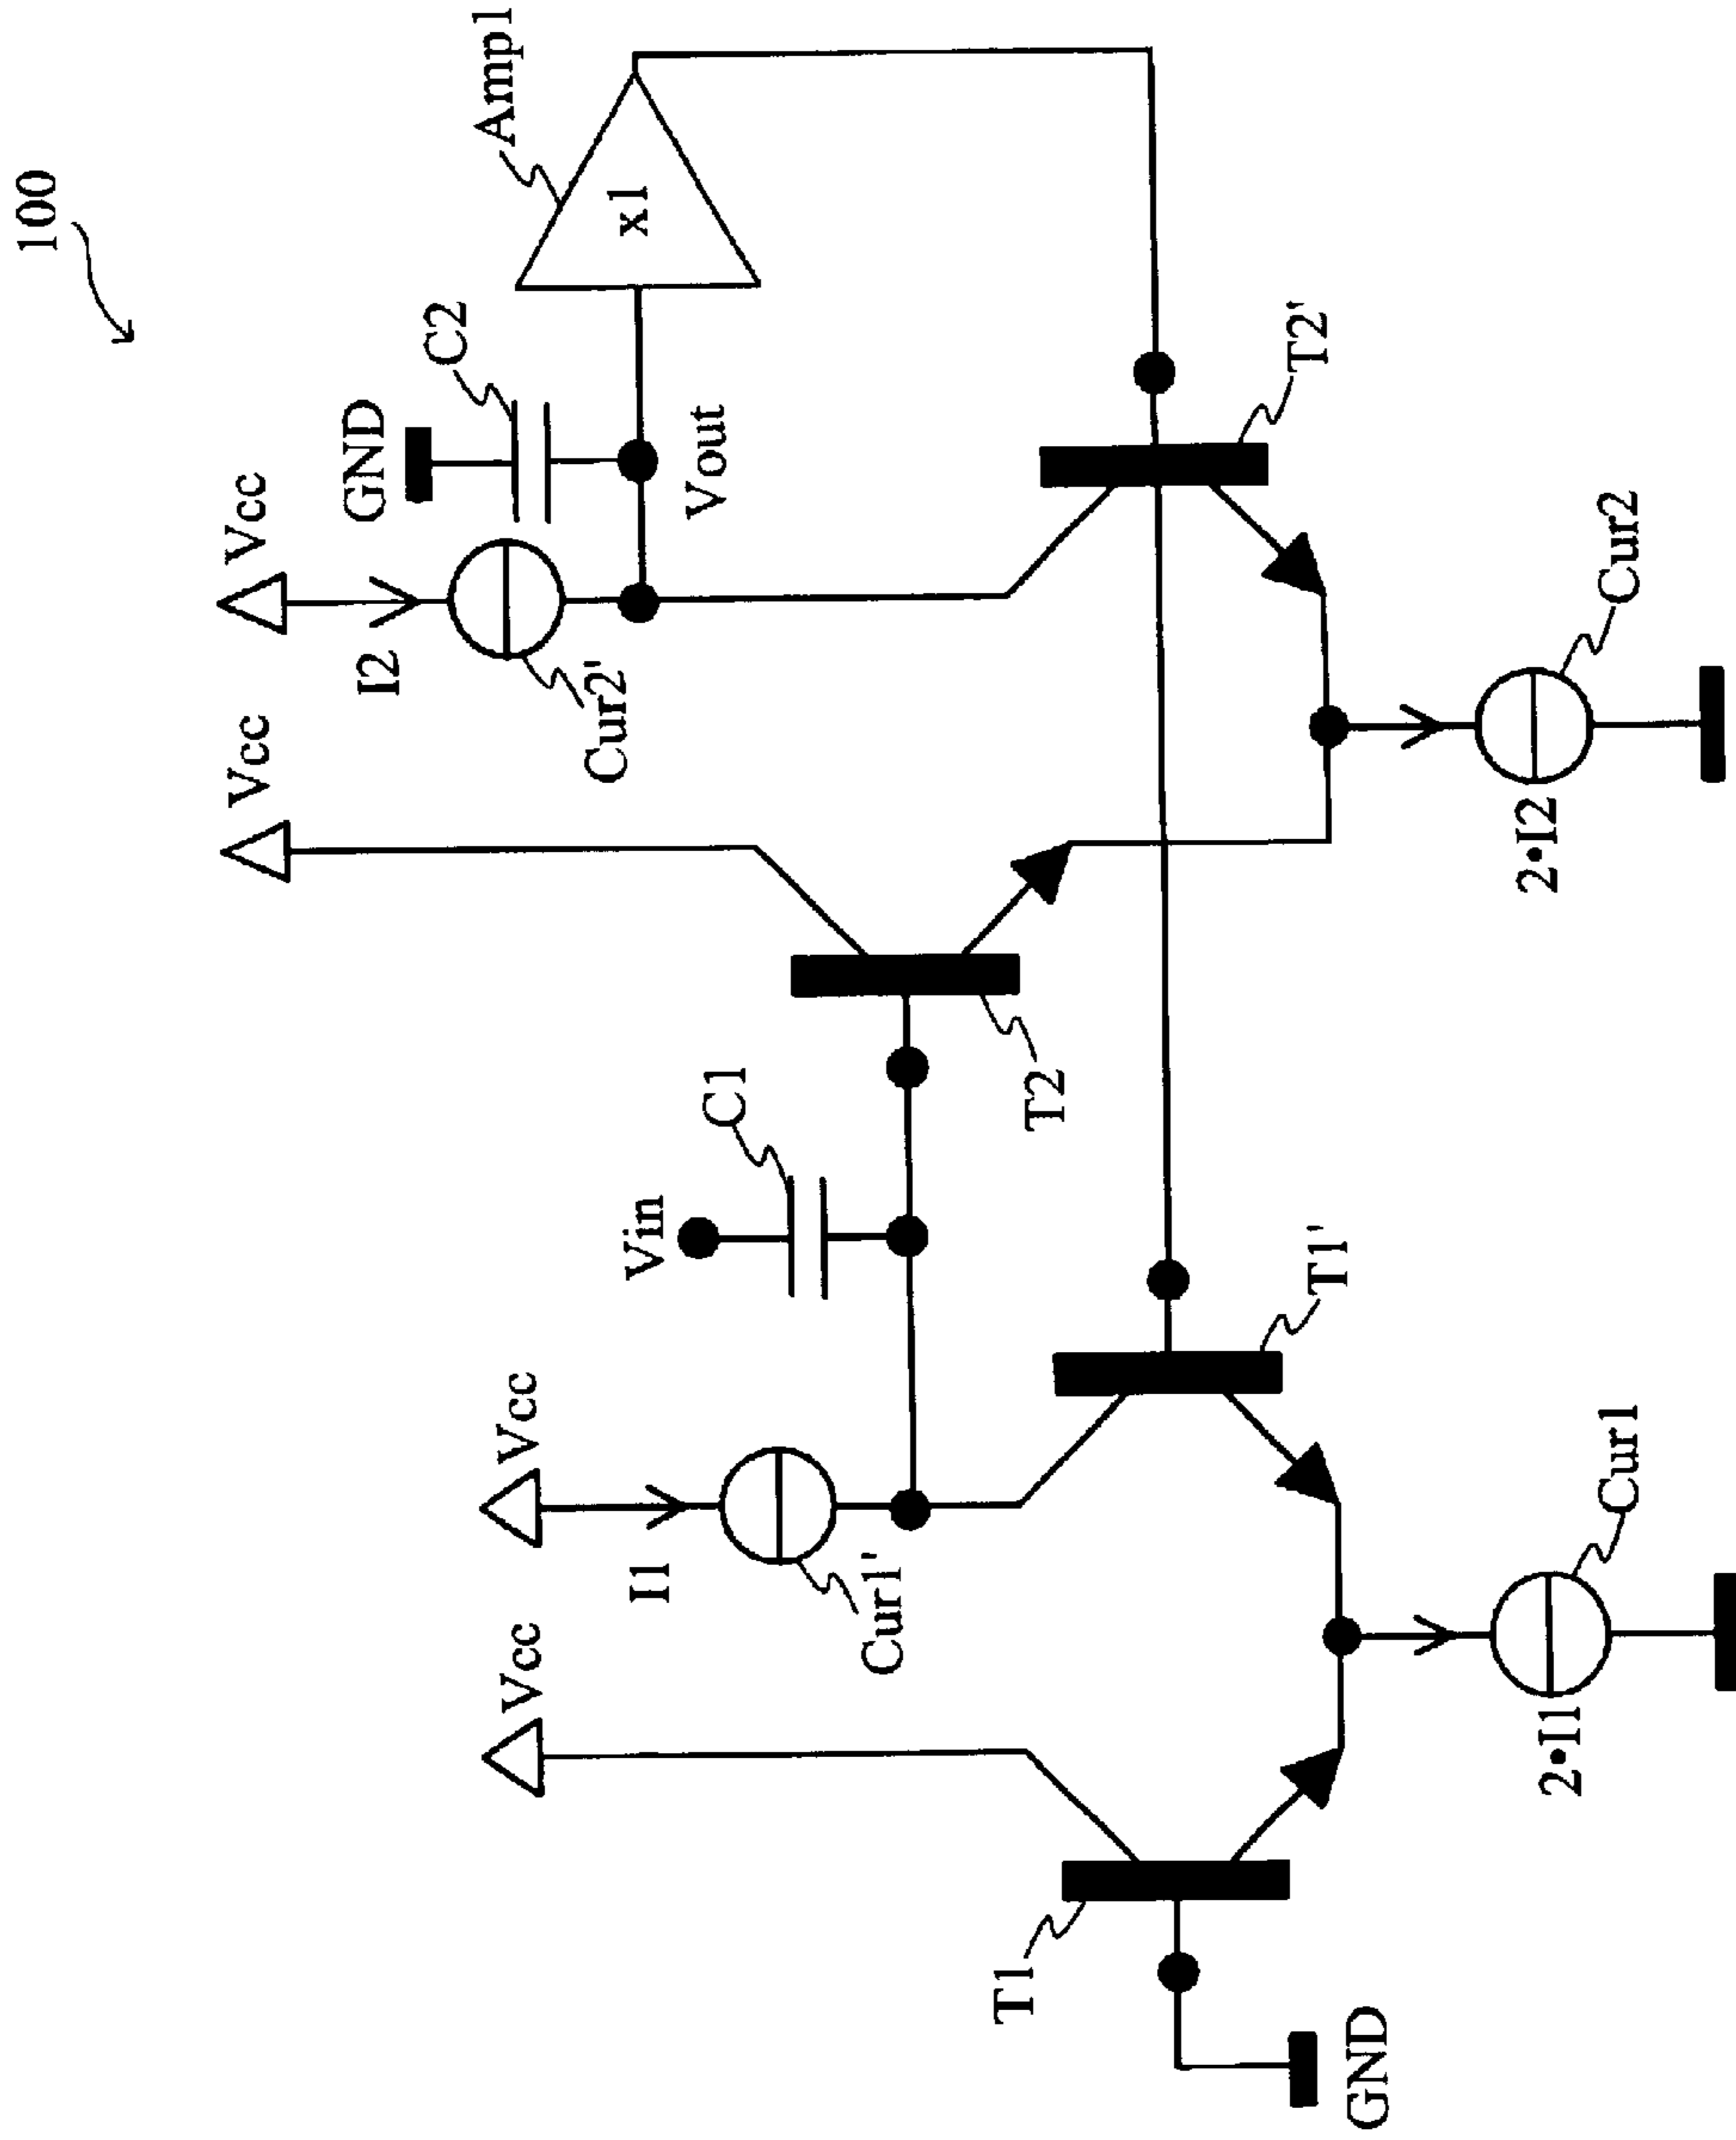 100
Amp1
x1
C2
GND
Vcc
I2
Cur2'
Vout
T2'
Vcc
Cur2
2•I2
T2
C1
Vin
T1'
Vcc
I1
Cur1'
Vcc
Cur1
2•I1
T1
GND